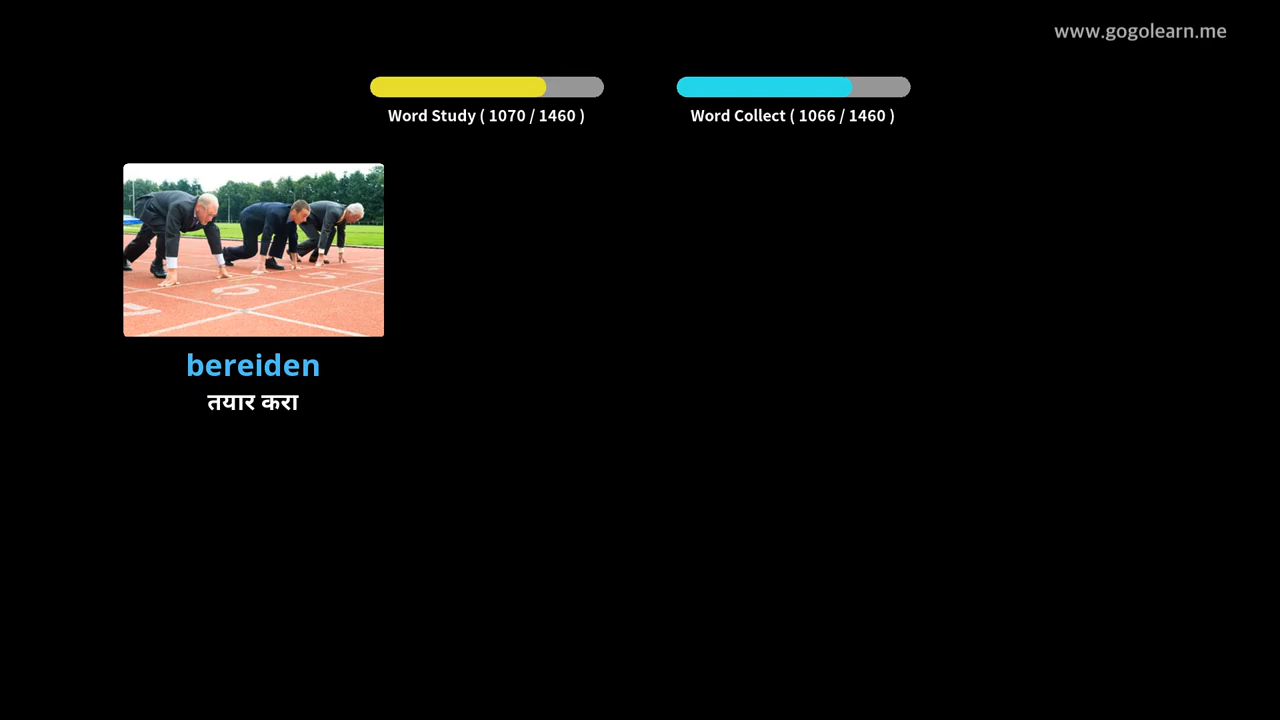 www.gogolearn.me
Word Study ( 1070 / 1460 )
Word Collect ( 1066 / 1460 )
bereiden
तयार करा